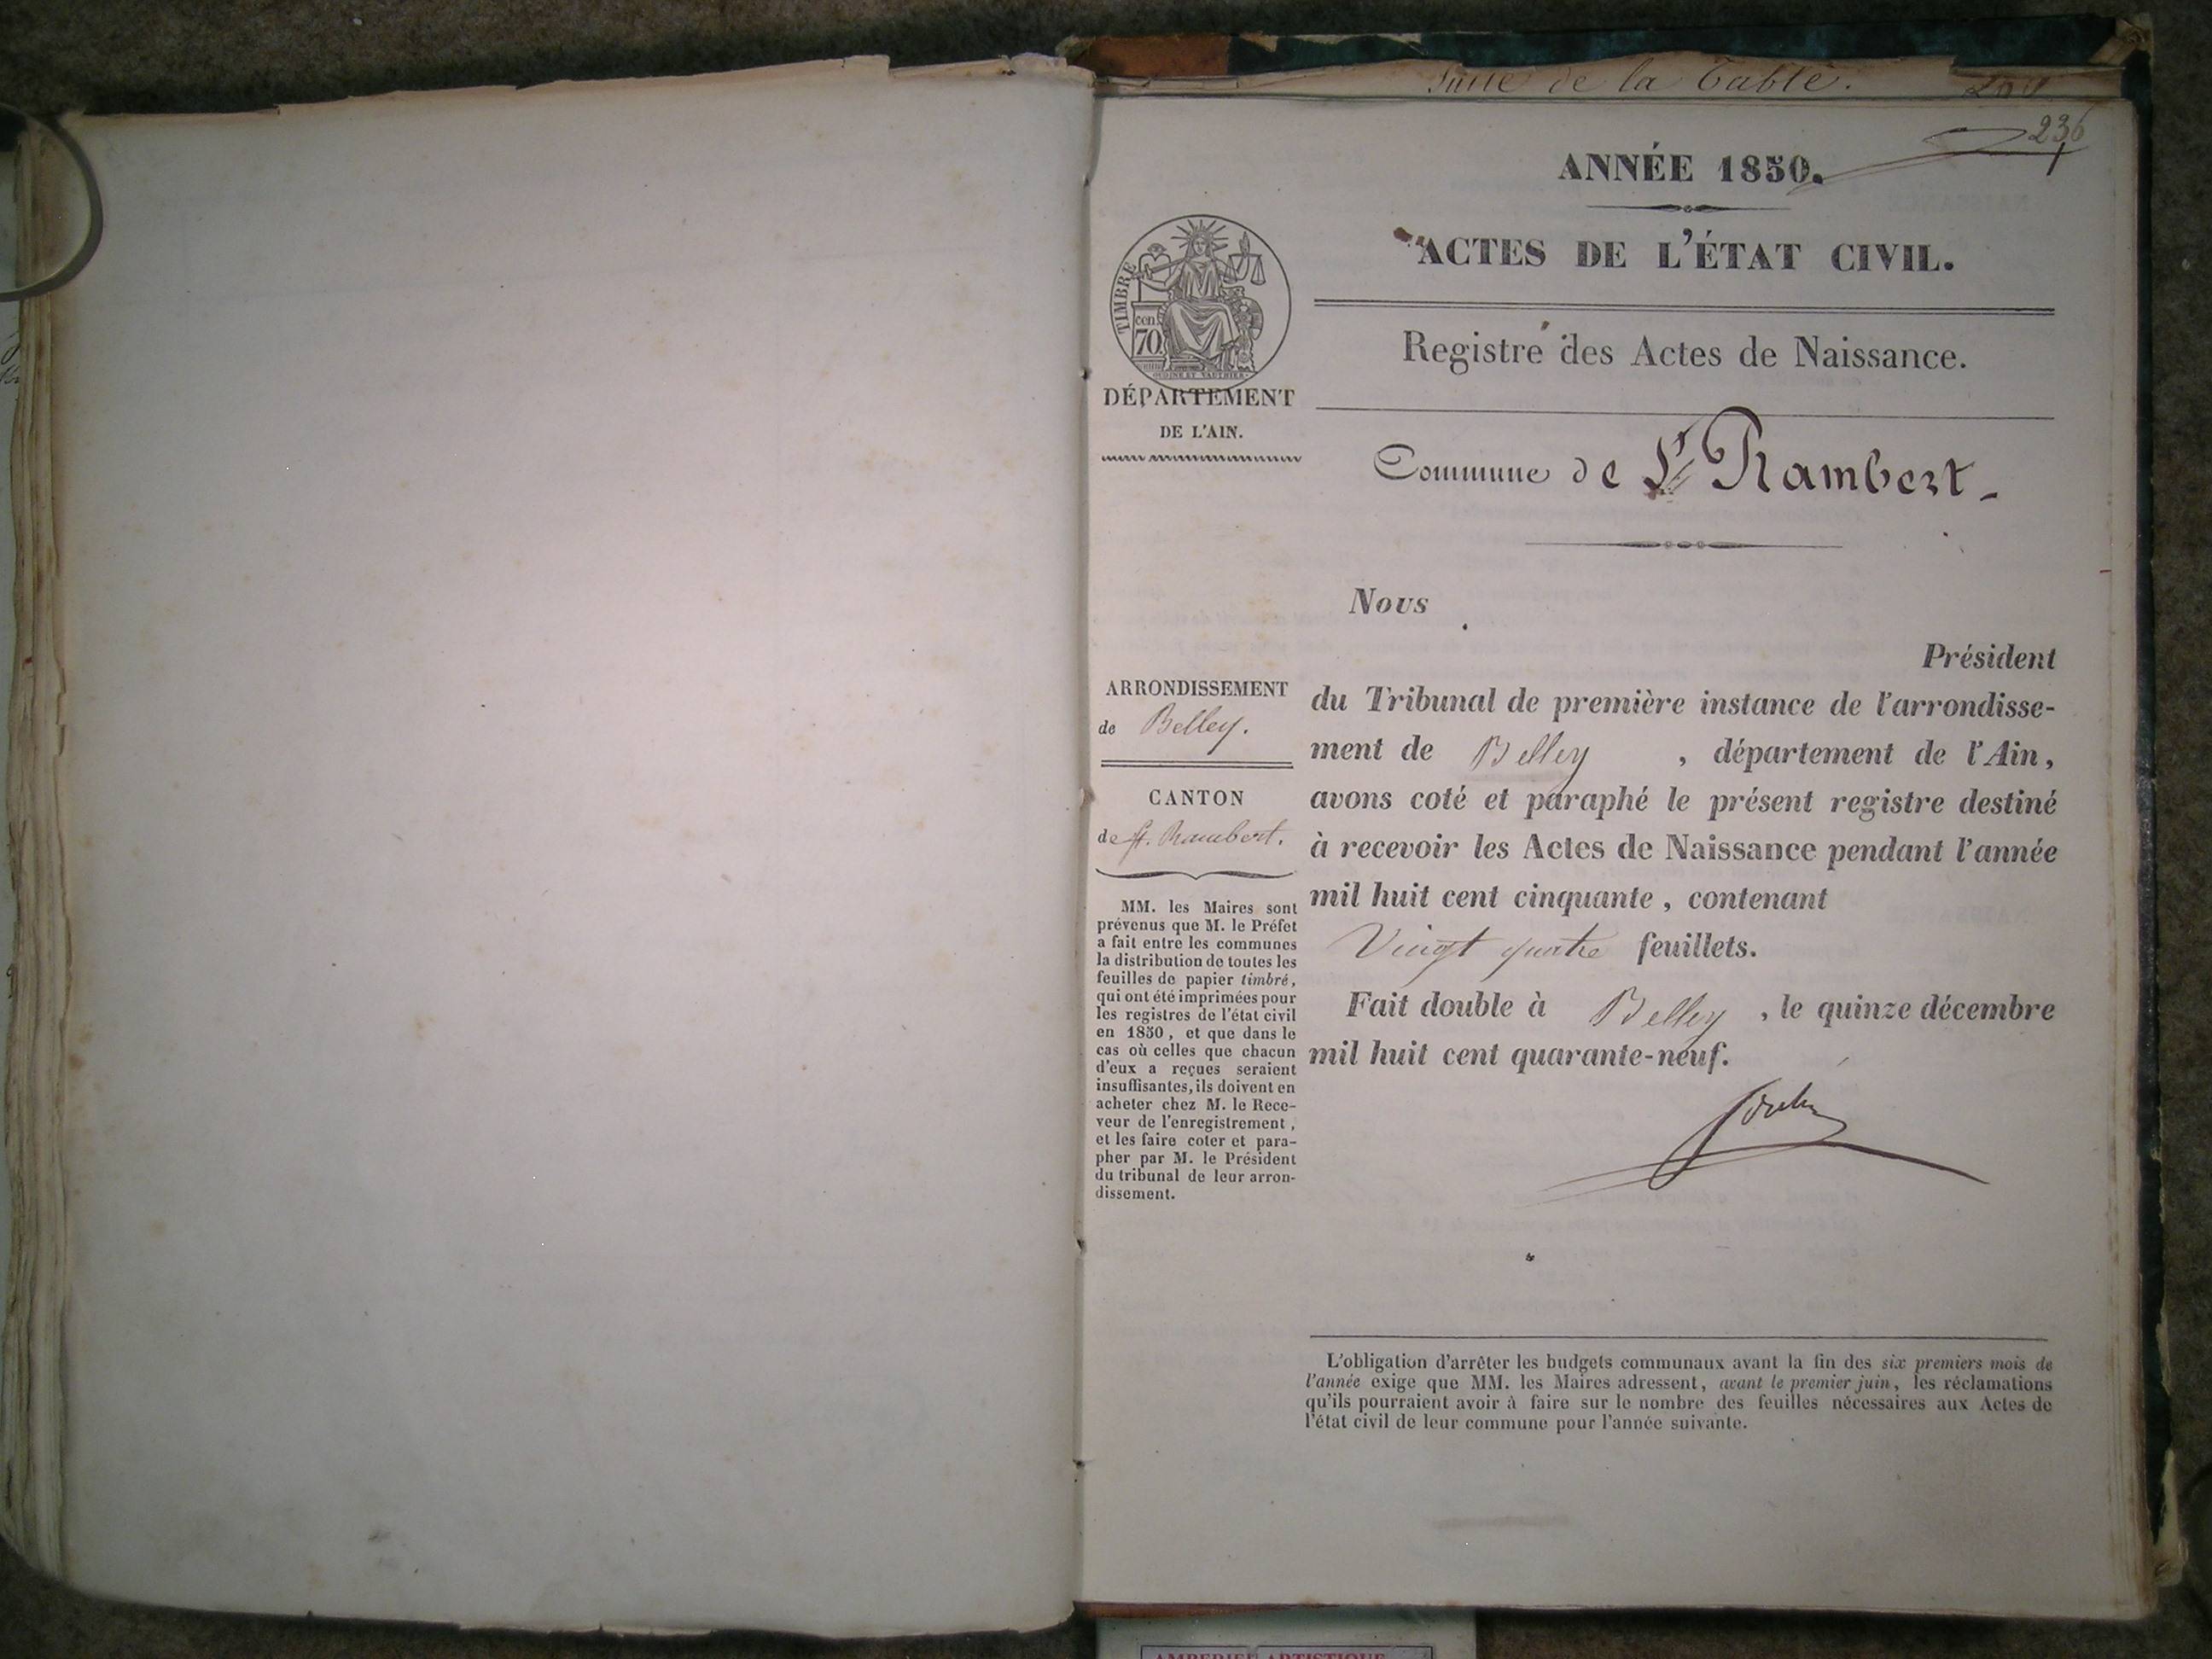 Suite de la Table.
236
ANNÉE 1850.
ACTES DE L'ÉTAT CIVIL.
TIMBRE
cen.
70
OUDINÉ ET VAUTHIER
Registre des Actes de Naissance.
DÉPARTEMENT
DE L'AIN.
Commune de St Rambert.
Nous
Président
ARRONDISSEMENT
de Belley.
CANTON
de St. Rambert.
MM. les Maires sont
prévenus que M. le Préfet
a fait entre les communes
la distribution de toutes les
feuilles de papier timbré,
qui ont été imprimées pour
les registres de l'état civil
en 1850, et que dans le
cas où celles que chacun
d'eux a reçues seraient
insuffisantes, ils doivent en
acheter chez M. le Rece-
veur de l'enregistrement,
et les faire coter et para-
pher par M. le Président
du tribunal de leur arron-
dissement.
du Tribunal de première instance de l'arrondisse-
ment de Belley , département de l'Ain,
avons coté et paraphé le présent registre destiné
à recevoir les Actes de Naissance pendant l'année
mil huit cent cinquante, contenant
Vingt quatre feuillets.
Fait double à Belley , le quinze décembre
mil huit cent quarante-neuf.
L'obligation d'arrêter les budgets communaux avant la fin des six premiers mois de
l'année exige que MM. les Maires adressent, avant le premier juin, les réclamations
qu'ils pourraient avoir à faire sur le nombre des feuilles nécessaires aux Actes de
l'état civil de leur commune pour l'année suivante.
AMBERIEU ARTISTIQUE